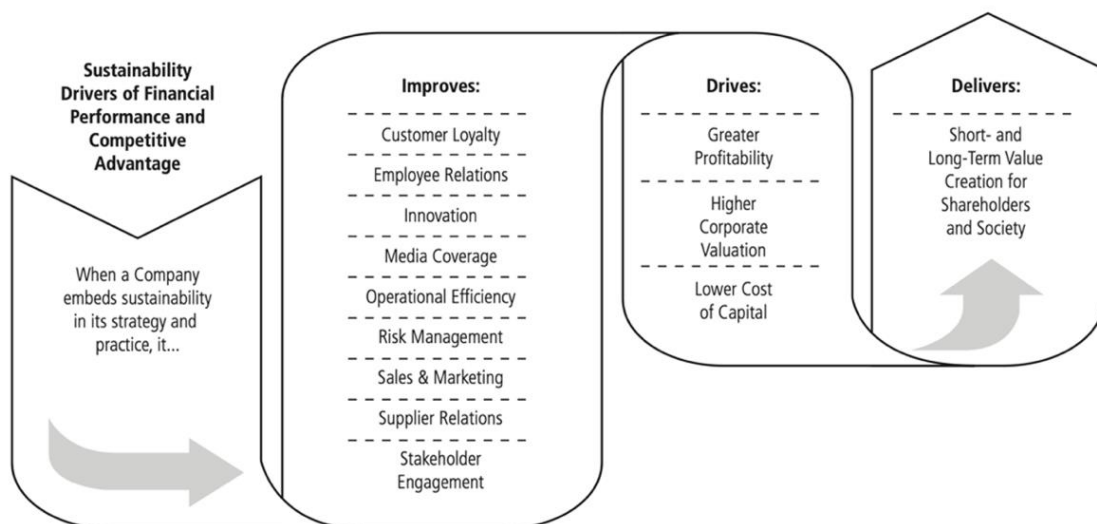 Sustainability
Drivers of Financial
Performance and
Competitive
Advantage
When a Company
embeds sustainability
in its strategy and
practice, it...
Improves:
Customer Loyalty
Employee Relations
Innovation
Media Coverage
Operational Efficiency
Risk Management
Sales & Marketing
Supplier Relations
Stakeholder
Engagement
Drives:
Greater
Profitability
Higher
Corporate
Valuation
Lower Cost
of Capital
Delivers:
Short- and
Long-Term Value
Creation for
Shareholders
and Society